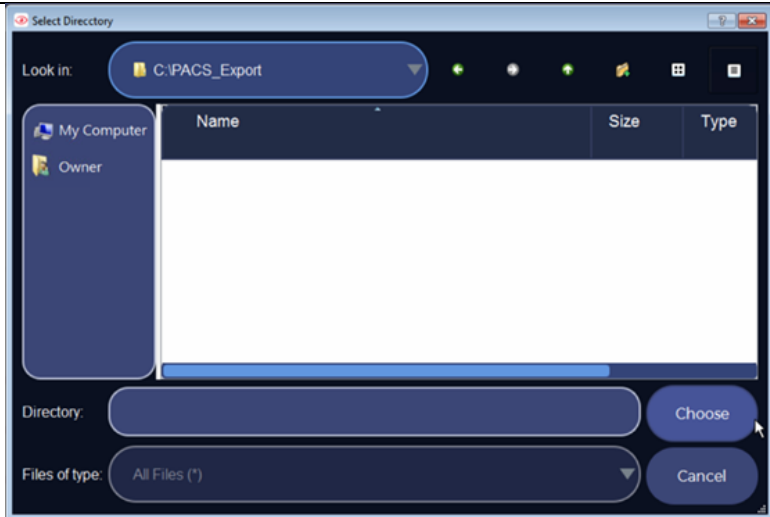 Select Direcctory
Look in: C:\PACS_Export
Name Size Type
My Computer
Owner
Directory: Choose
Files of type: All Files (*) Cancel